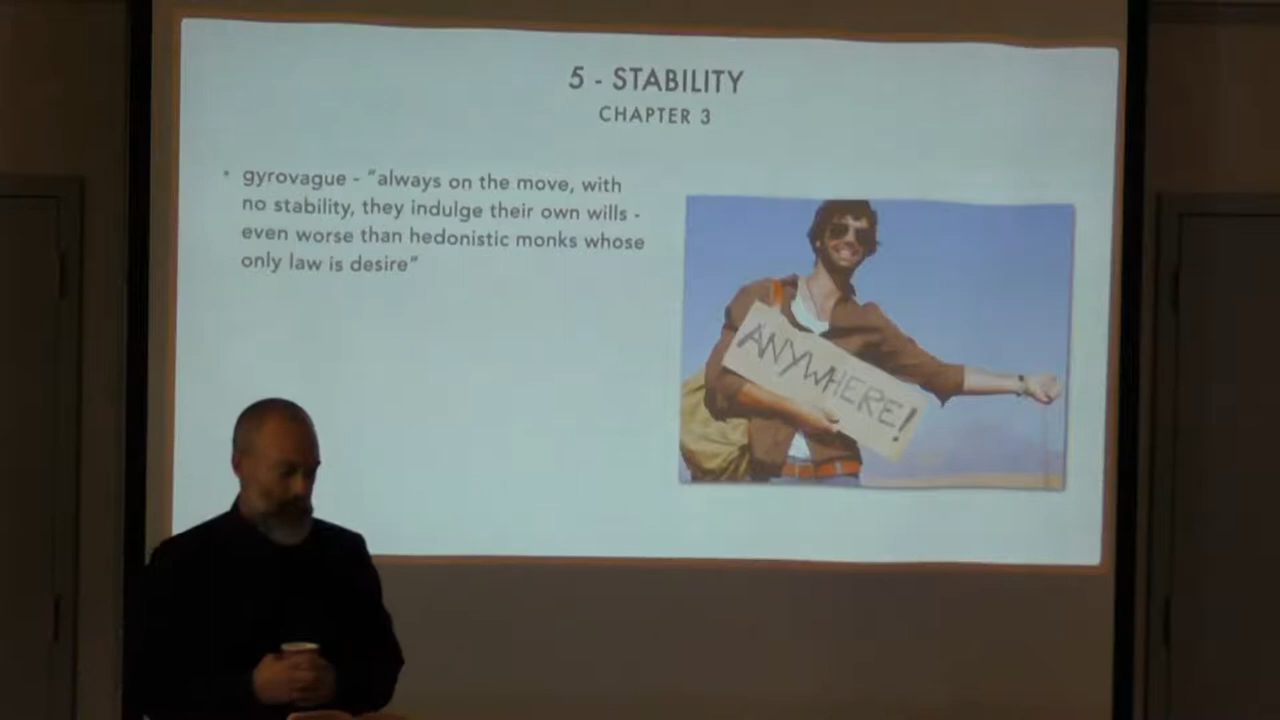 5 - STABILITY
CHAPTER 3
• gyrovague - "always on the move, with
no stability, they indulge their own wills -
even worse than hedonistic monks whose
only law is desire"
ANYWHERE!